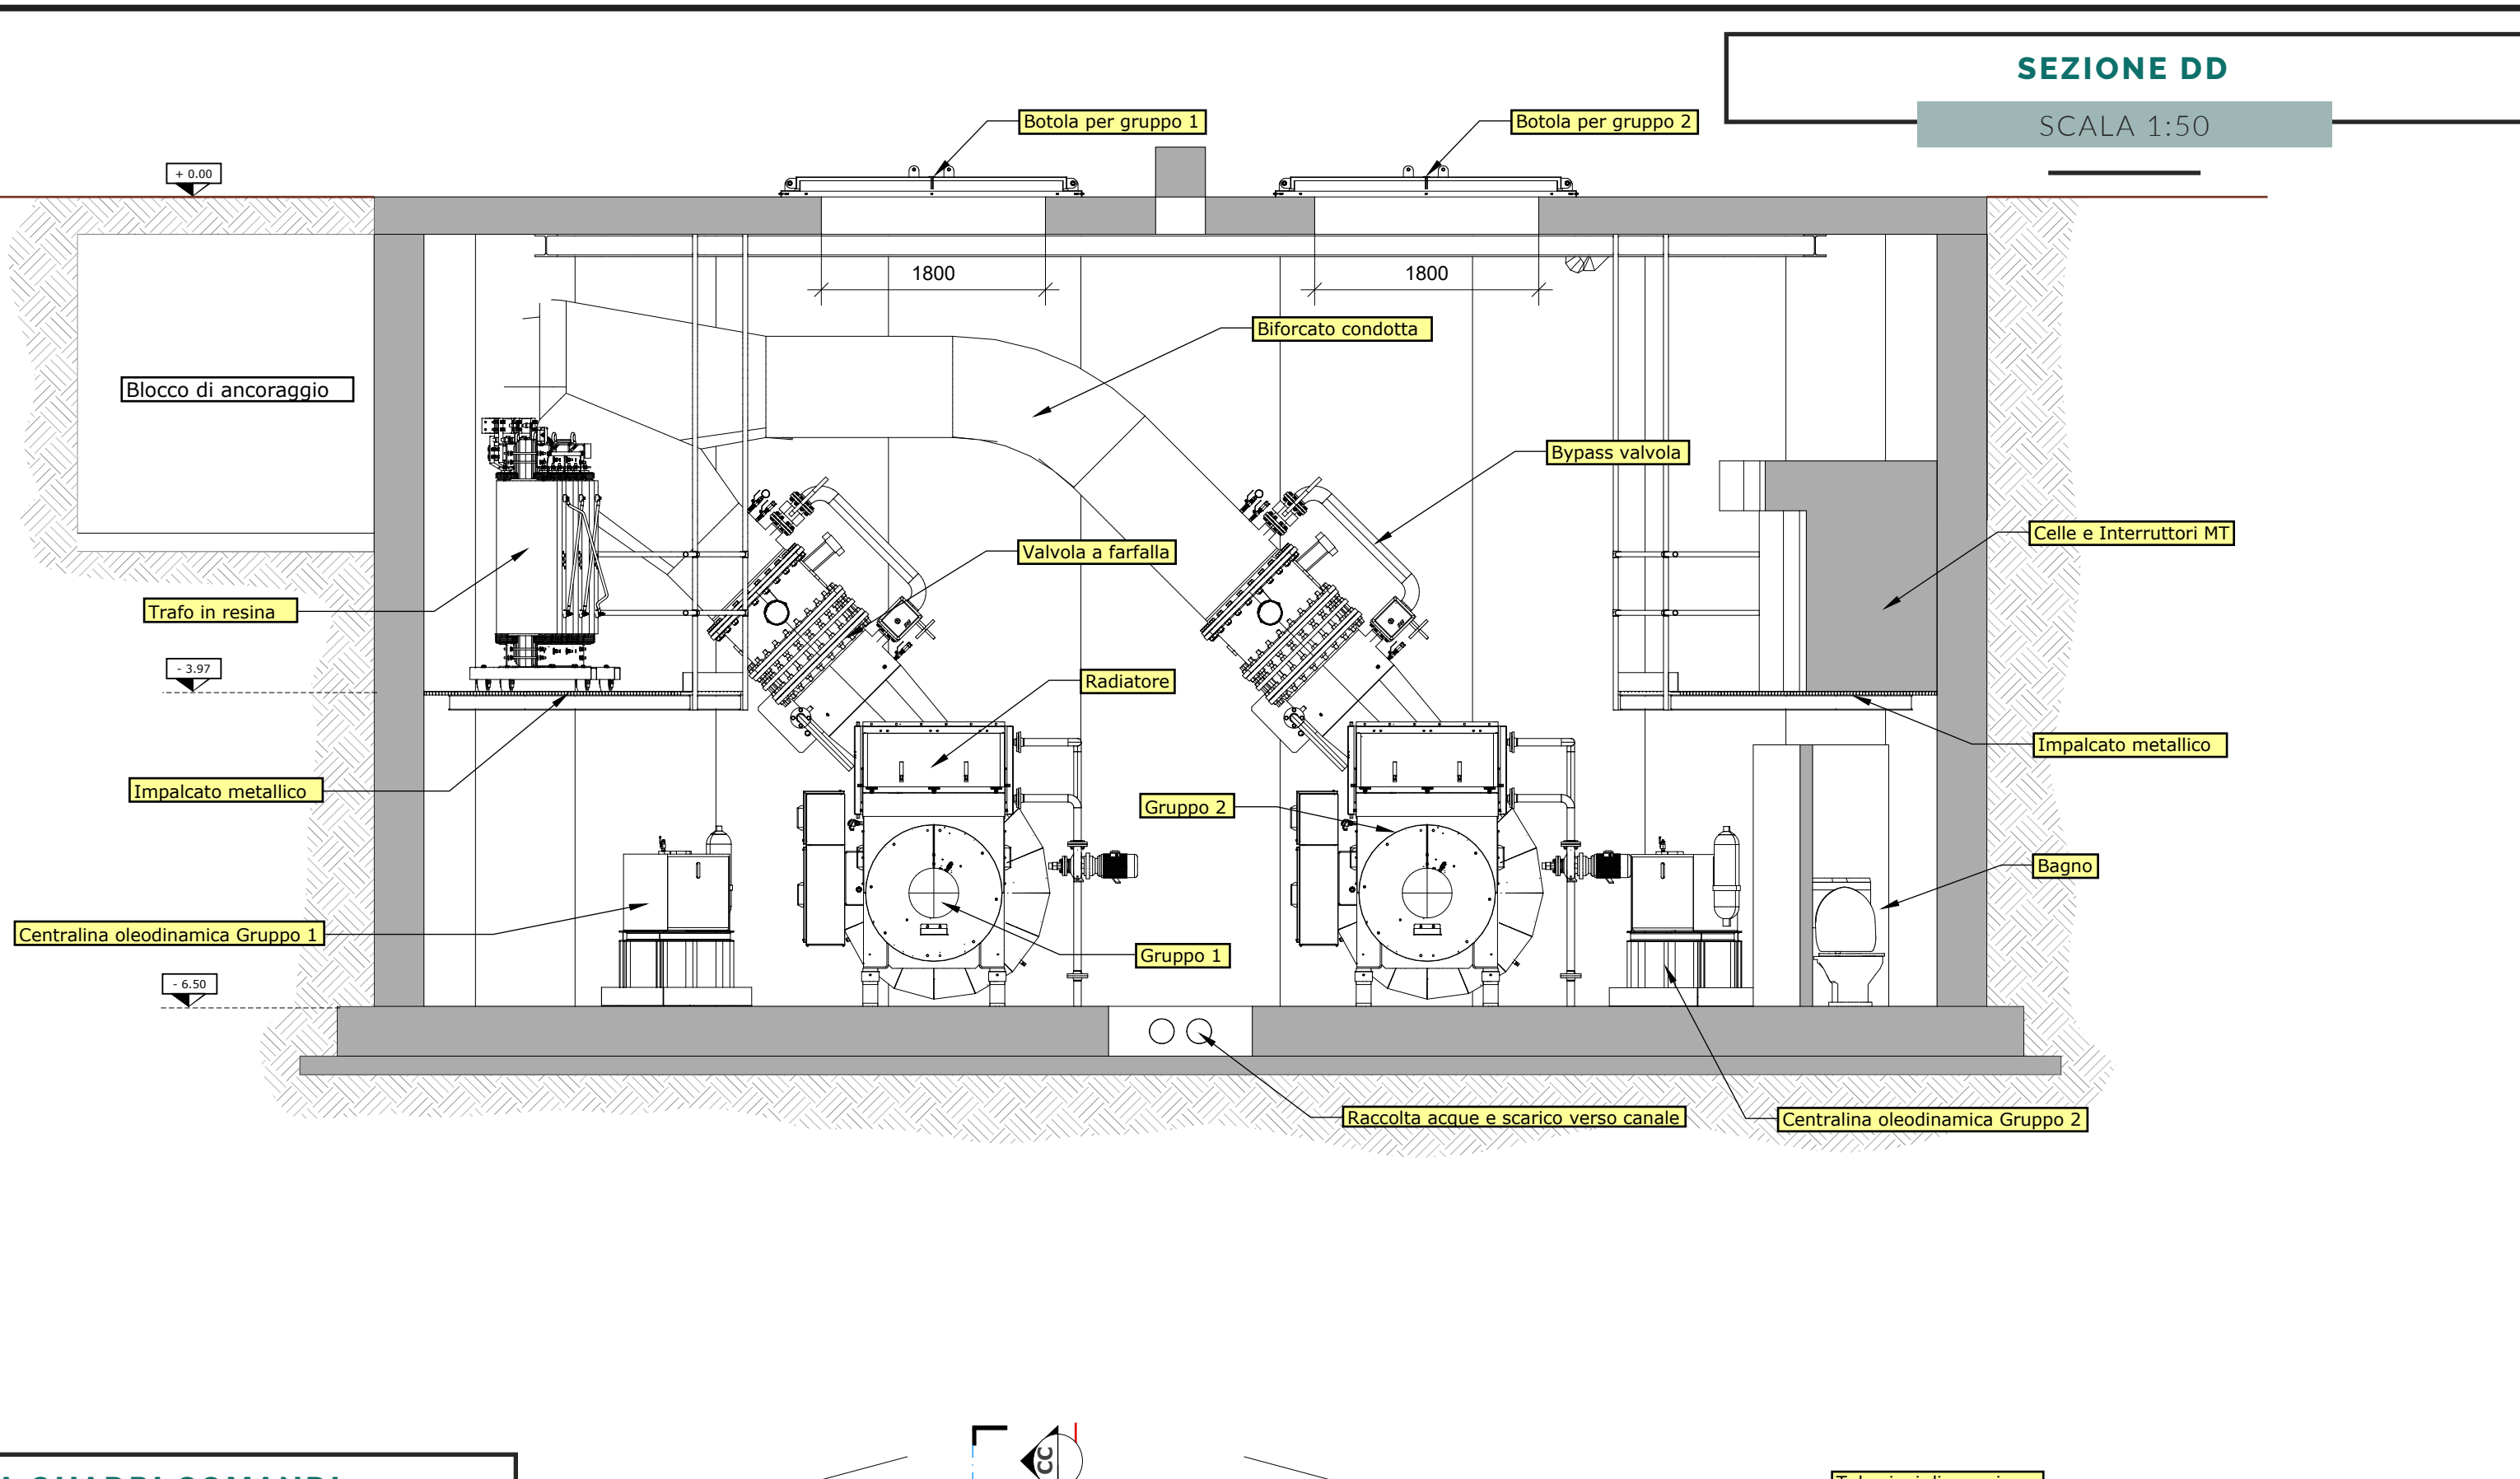 SEZIONE DD
SCALA 1:50
Botola per gruppo 1
Botola per gruppo 2
+ 0.00
1800
1800
Biforcato condotta
Blocco di ancoraggio
Bypass valvola
Celle e Interruttori MT
Valvola a farfalla
Trafo in resina
- 3.97
Radiatore
Impalcato metallico
Impalcato metallico
Gruppo 2
Bagno
Centralina oleodinamica Gruppo 1
Gruppo 1
- 6.50
Raccolta acque e scarico verso canale
Centralina oleodinamica Gruppo 2
CC
QUADRI COMANDI